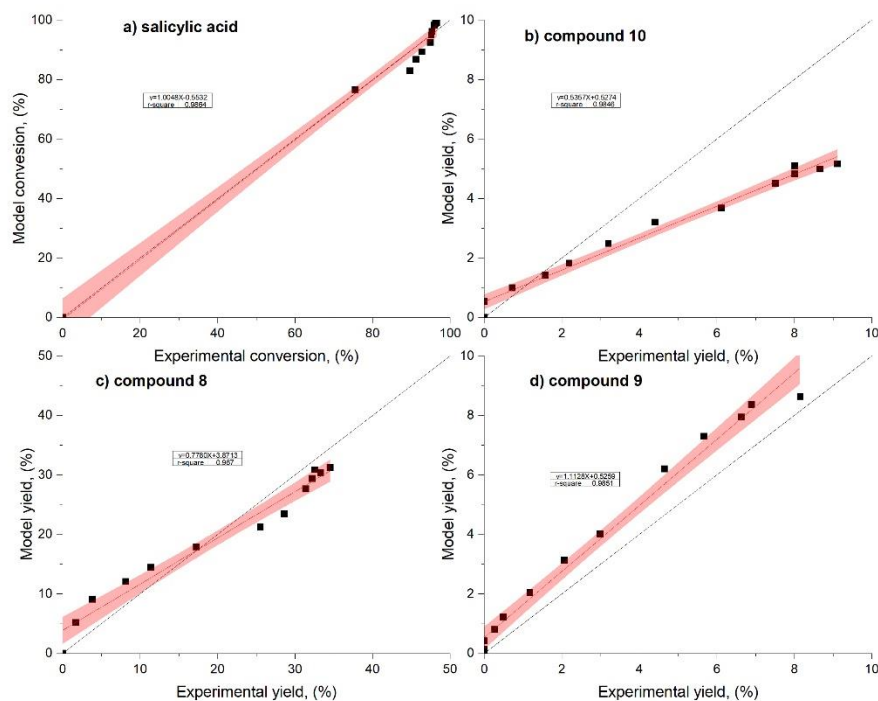 a) salicylic acid
y=1.0048X-0.5532
r-square 0.9864
Model convesion, (%)
100
80
60
40
20
0
0 20 40 60 80 100
Experimental conversion, (%)
b) compound 10
y=0.5357X+0.5274
r-square 0.9846
Model yield, (%)
10
8
6
4
2
0
0 2 4 6 8 10
Experimental yield, (%)
c) compound 8
y=0.7780X+3.8713
r-square 0.957
Model yield, (%)
50
40
30
20
10
0
0 10 20 30 40 50
Experimental yield, (%)
d) compound 9
y=1.1128X+0.5259
r-square 0.9851
Model yield, (%)
10
8
6
4
2
0
0 2 4 6 8 10
Experimental yield, (%)